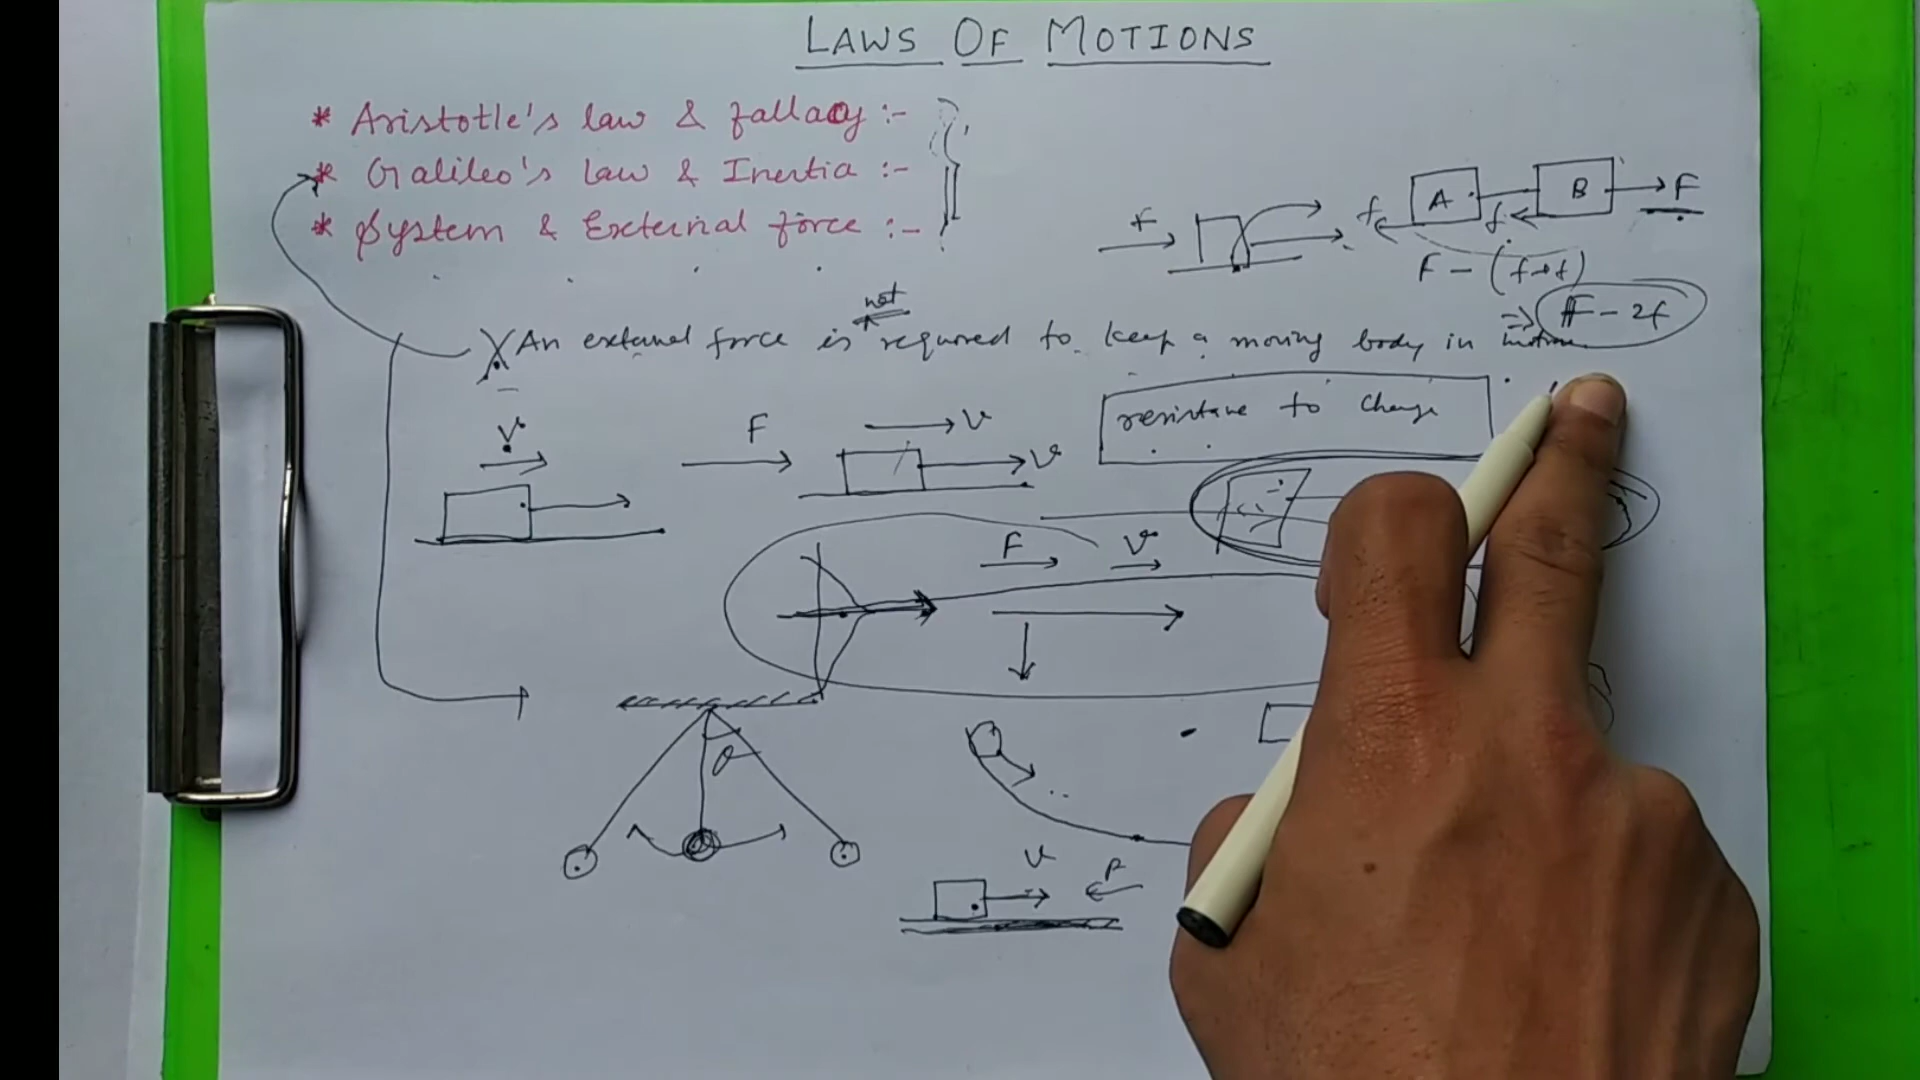 LAWS OF MOTIONS
* Aristotle's law & fallacy :-
* Galileo's law & Inertia :-
* System & External force :-
F
A
B
F
f
f
F - (f+f)
⇒ F - 2f
not
X An external force is required to keep a moving body in motion
resistance to change
V
F
V
V
F
V
θ
V
F